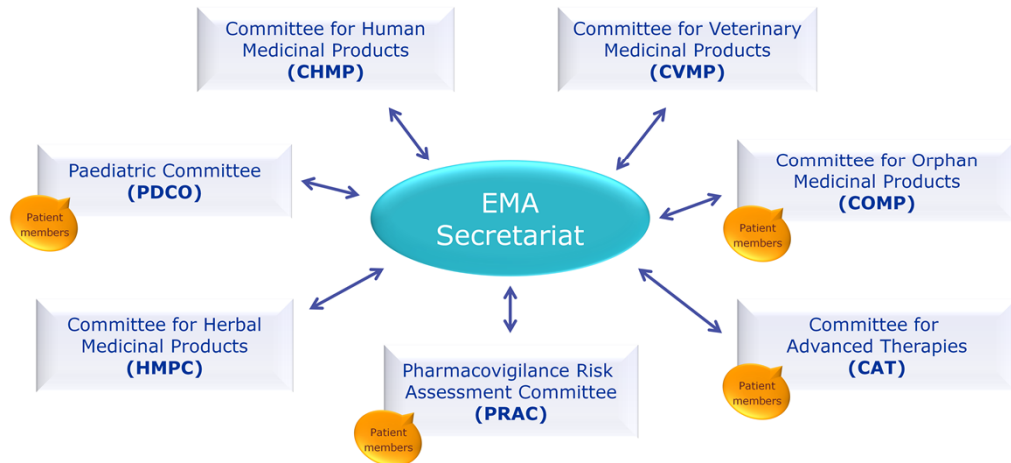 Committee for Human
Medicinal Products
(CHMP)
Committee for Veterinary
Medicinal Products
(CVMP)
Paediatric Committee
(PDCO)
Patient
members
EMA
Secretariat
Committee for Orphan
Medicinal Products
(COMP)
Patient
members
Committee for Herbal
Medicinal Products
(HMPC)
Pharmacovigilance Risk
Assessment Committee
(PRAC)
Patient
members
Committee for
Advanced Therapies
(CAT)
Patient
members